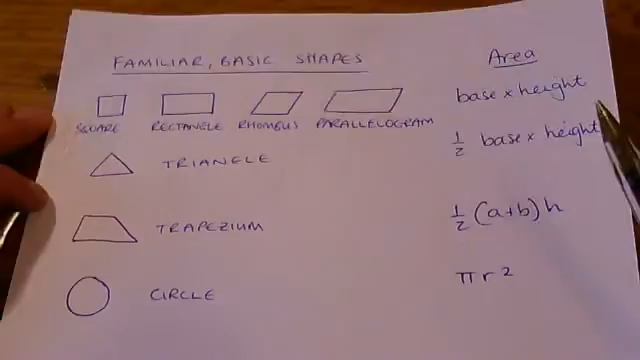 FAMILIAR, BASIC SHAPES
Area
base × height
SQUARE RECTANGLE RHOMBUS PARALLELOGRAM
½ base × height
TRIANGLE
½ (a+b) h
TRAPEZIUM
πr²
CIRCLE